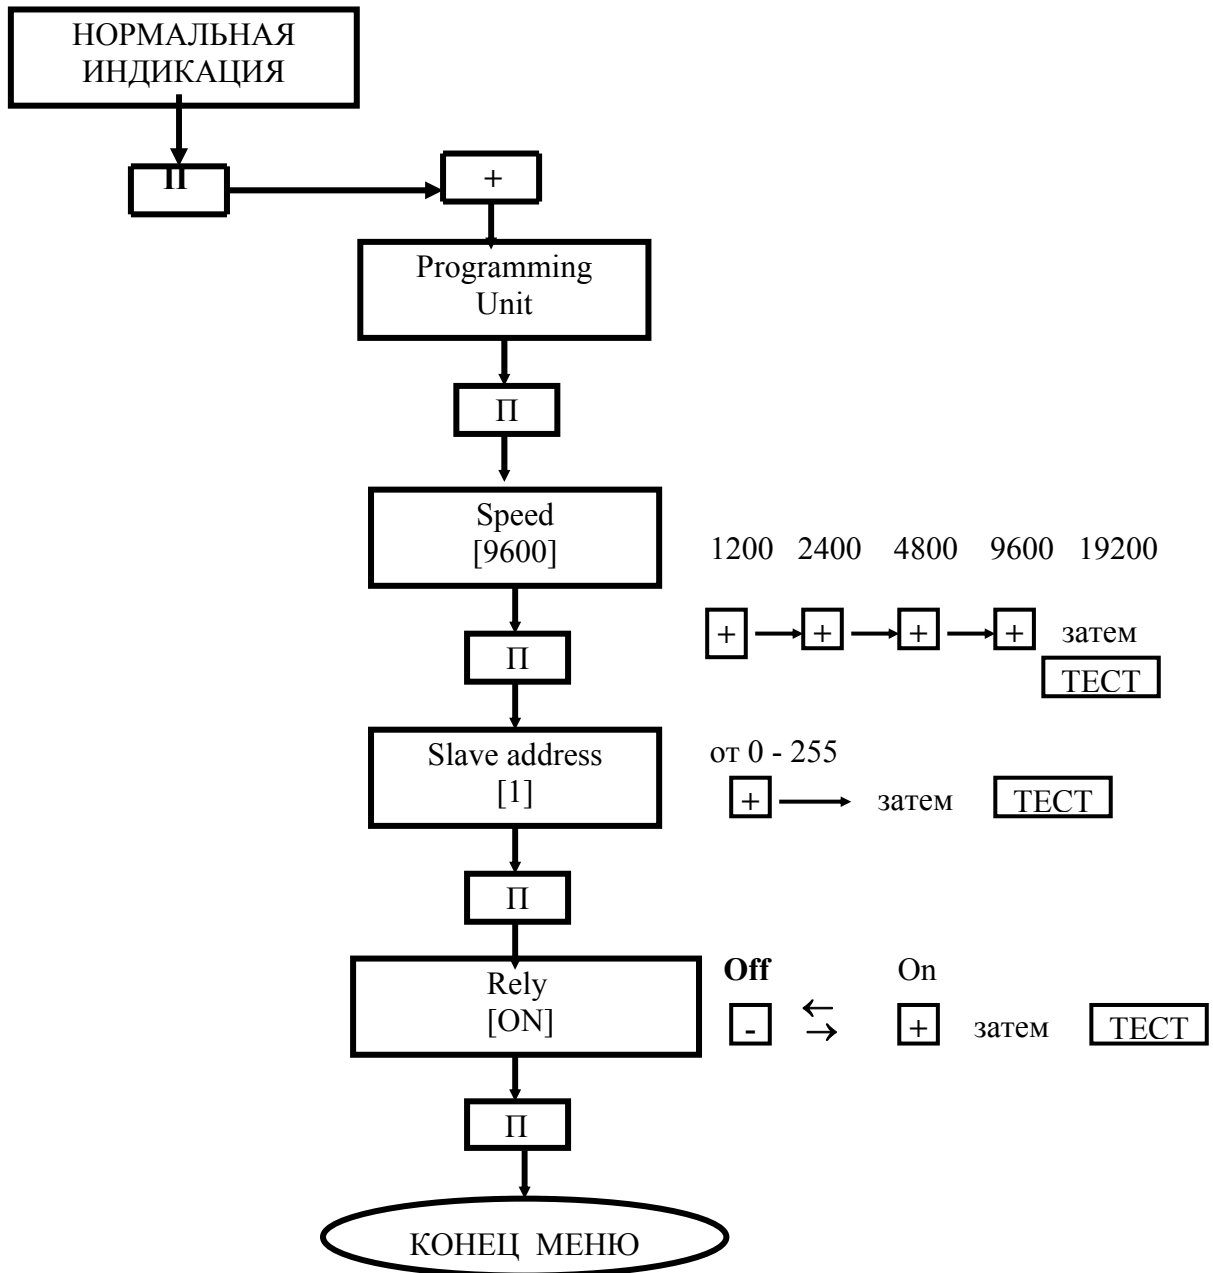 НОРМАЛЬНАЯ
ИНДИКАЦИЯ
П
+
Programming
Unit
П
Speed
[9600]
1200 2400 4800 9600 19200
+ + + + затем
ТЕСТ
П
Slave address
[1]
от 0 - 255
+ затем ТЕСТ
П
Rely
[ON]
Off On
- ← → + затем ТЕСТ
П
КОНЕЦ МЕНЮ